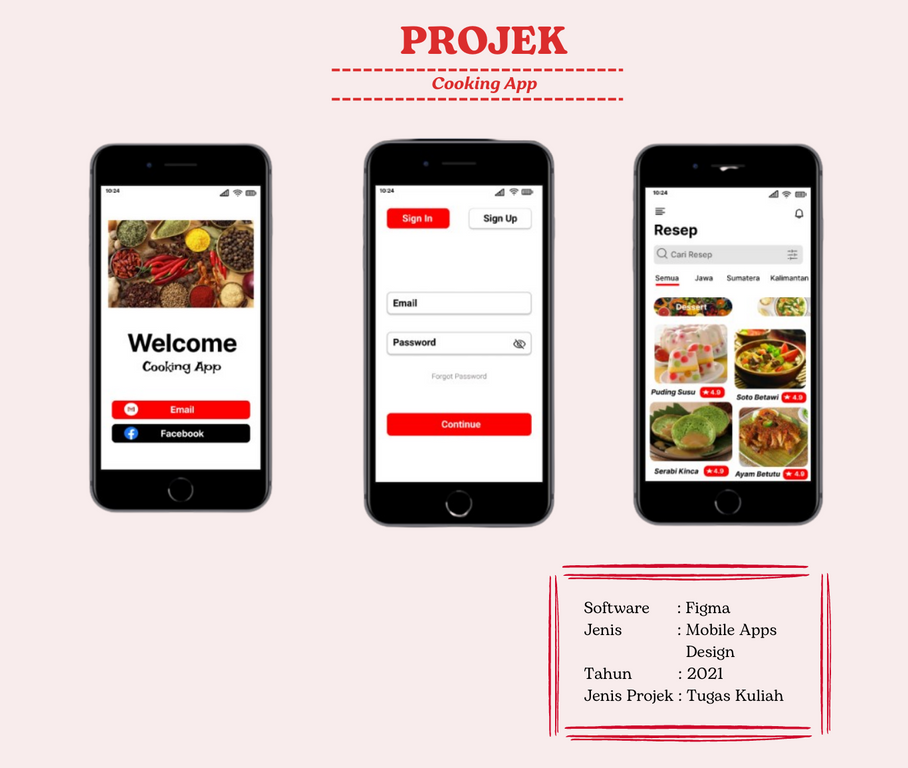 PROJEK
Cooking App
10:24
Welcome
Cooking App
Email
Facebook
10:24
Sign In
Sign Up
Email
Password
Forgot Password
Continue
10:24
Resep
Cari Resep
Semua Jawa Sumatera Kalimantan
Dessert
Puding Susu ★ 4.9
Soto Betawi ★ 4.9
Serabi Kinca ★ 4.9
Ayam Betutu ★ 4.9
Software : Figma
Jenis : Mobile Apps
Design
Tahun : 2021
Jenis Projek : Tugas Kuliah